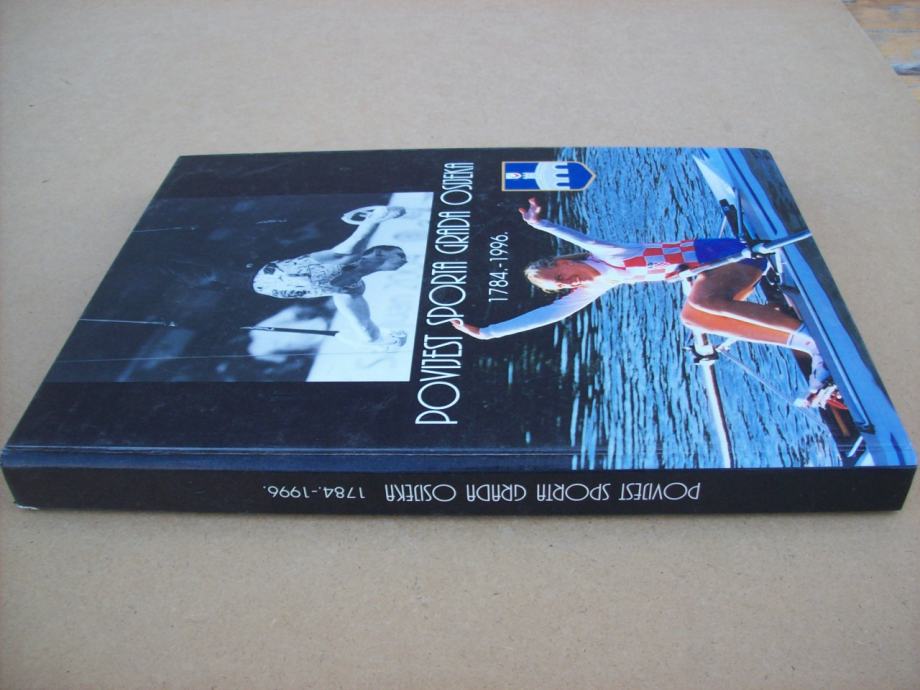 POVIJEST SPORTA GRADA OSIJEKA
1784.-1996.
POVIJEST SPORTA GRADA OSIJEKA 1784.-1996.